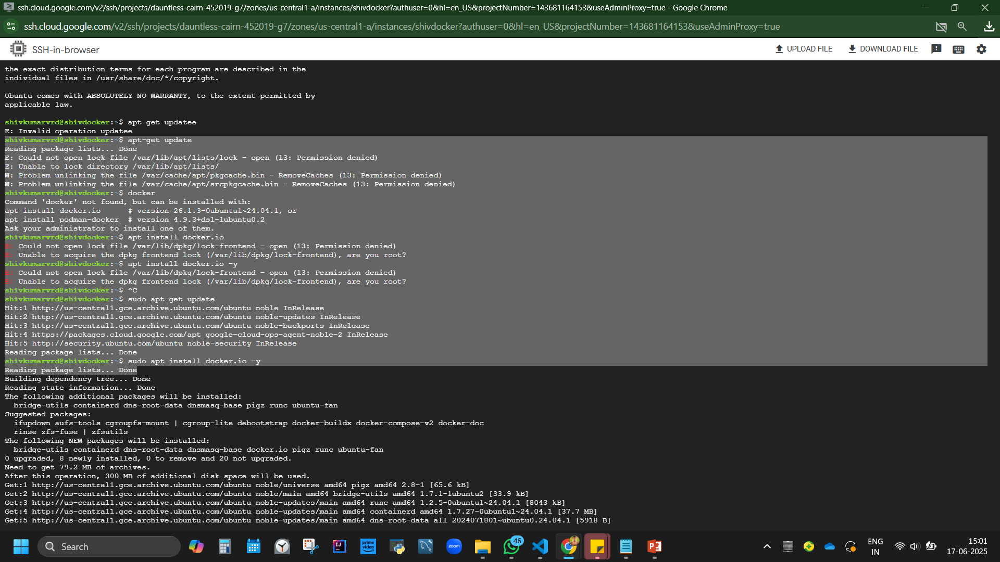 ssh.cloud.google.com/v2/ssh/projects/dauntless-cairn-452019-g7/zones/us-central1-a/instances/shivdocker?authuser=0&hl=en_US&projectNumber=143681164153&useAdminProxy=true - Google Chrome
ssh.cloud.google.com/v2/ssh/projects/dauntless-cairn-452019-g7/zones/us-central1-a/instances/shivdocker?authuser=0&hl=en_US&projectNumber=143681164153&useAdminProxy=true
SSH-in-browser
UPLOAD FILE
DOWNLOAD FILE
the exact distribution terms for each program are described in the
individual files in /usr/share/doc/*/copyright.
Ubuntu comes with ABSOLUTELY NO WARRANTY, to the extent permitted by
applicable law.
shivkumarvrd@shivdocker:~$ apt-get updatee
E: Invalid operation updatee
shivkumarvrd@shivdocker:~$ apt-get update
Reading package lists... Done
E: Could not open lock file /var/lib/apt/lists/lock - open (13: Permission denied)
E: Unable to lock directory /var/lib/apt/lists/
W: Problem unlinking the file /var/cache/apt/pkgcache.bin - RemoveCaches (13: Permission denied)
W: Problem unlinking the file /var/cache/apt/srcpkgcache.bin - RemoveCaches (13: Permission denied)
shivkumarvrd@shivdocker:~$ docker
Command 'docker' not found, but can be installed with:
apt install docker.io      # version 26.1.3-0ubuntu1~24.04.1, or
apt install podman-docker  # version 4.9.3+ds1-1ubuntu0.2
Ask your administrator to install one of them.
shivkumarvrd@shivdocker:~$ apt install docker.io
E: Could not open lock file /var/lib/dpkg/lock-frontend - open (13: Permission denied)
E: Unable to acquire the dpkg frontend lock (/var/lib/dpkg/lock-frontend), are you root?
shivkumarvrd@shivdocker:~$ apt install docker.io -y
E: Could not open lock file /var/lib/dpkg/lock-frontend - open (13: Permission denied)
E: Unable to acquire the dpkg frontend lock (/var/lib/dpkg/lock-frontend), are you root?
shivkumarvrd@shivdocker:~$ ^C
shivkumarvrd@shivdocker:~$ sudo apt-get update
Hit:1 http://us-central1.gce.archive.ubuntu.com/ubuntu noble InRelease
Hit:2 http://us-central1.gce.archive.ubuntu.com/ubuntu noble-updates InRelease
Hit:3 http://us-central1.gce.archive.ubuntu.com/ubuntu noble-backports InRelease
Hit:4 https://packages.cloud.google.com/apt google-cloud-ops-agent-noble-2 InRelease
Hit:5 http://security.ubuntu.com/ubuntu noble-security InRelease
Reading package lists... Done
shivkumarvrd@shivdocker:~$ sudo apt install docker.io -y
Reading package lists... Done
Building dependency tree... Done
Reading state information... Done
The following additional packages will be installed:
  bridge-utils containerd dns-root-data dnsmasq-base pigz runc ubuntu-fan
Suggested packages:
  ifupdown aufs-tools cgroupfs-mount | cgroup-lite debootstrap docker-buildx docker-compose-v2 docker-doc
  rinse zfs-fuse | zfsutils
The following NEW packages will be installed:
  bridge-utils containerd dns-root-data dnsmasq-base docker.io pigz runc ubuntu-fan
0 upgraded, 8 newly installed, 0 to remove and 20 not upgraded.
Need to get 79.2 MB of archives.
After this operation, 300 MB of additional disk space will be used.
Get:1 http://us-central1.gce.archive.ubuntu.com/ubuntu noble/universe amd64 pigz amd64 2.8-1 [65.6 kB]
Get:2 http://us-central1.gce.archive.ubuntu.com/ubuntu noble/main amd64 bridge-utils amd64 1.7.1-1ubuntu2 [33.9 kB]
Get:3 http://us-central1.gce.archive.ubuntu.com/ubuntu noble-updates/main amd64 runc amd64 1.2.5-0ubuntu1~24.04.1 [8043 kB]
Get:4 http://us-central1.gce.archive.ubuntu.com/ubuntu noble-updates/main amd64 containerd amd64 1.7.27-0ubuntu1~24.04.1 [37.7 MB]
Get:5 http://us-central1.gce.archive.ubuntu.com/ubuntu noble-updates/main amd64 dns-root-data all 2024071801~ubuntu0.24.04.1 [5918 B]
Search
IJ
prime video
zoom
46
ENG
IN
15:01
17-06-2025